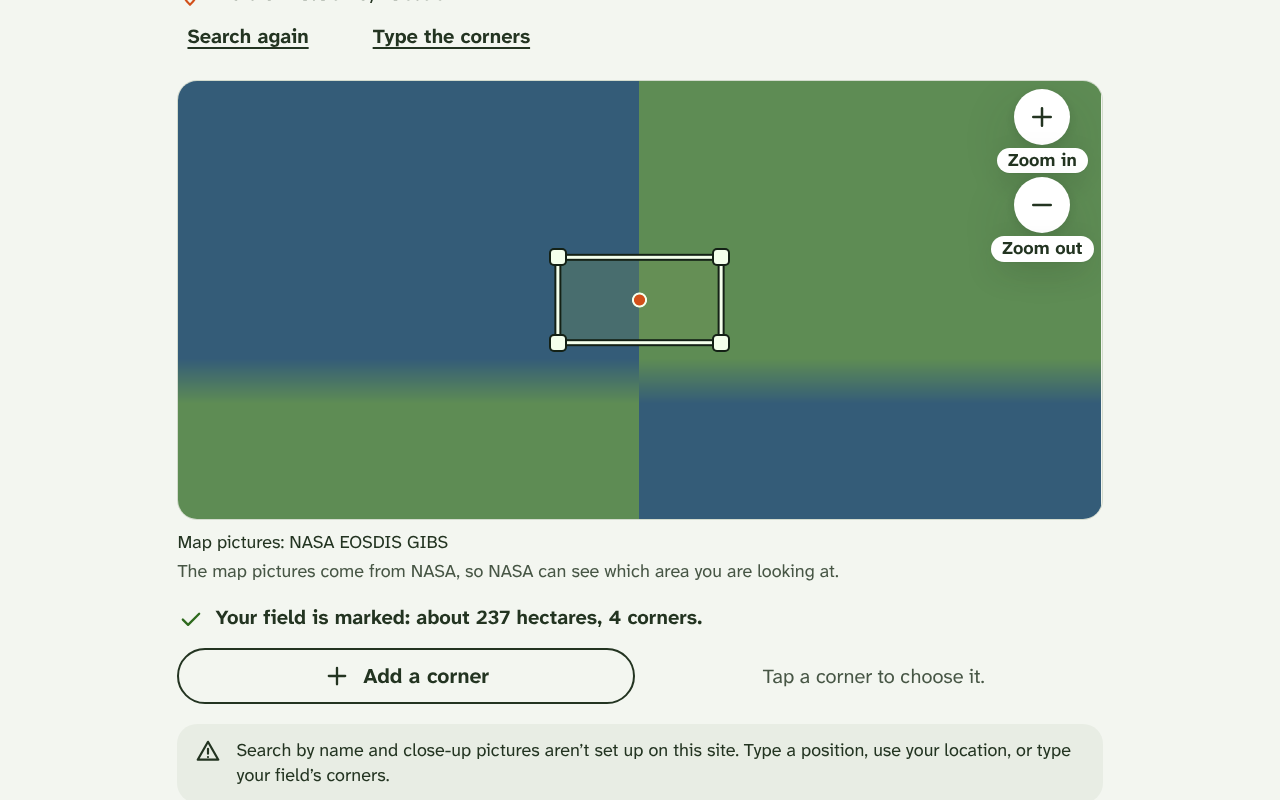 Search again
Type the corners
Zoom in
Zoom out
Map pictures: NASA EOSDIS GIBS
The map pictures come from NASA, so NASA can see which area you are looking at.
Your field is marked: about 237 hectares, 4 corners.
Add a corner
Tap a corner to choose it.
Search by name and close-up pictures aren’t set up on this site. Type a position, use your location, or type
your field’s corners.